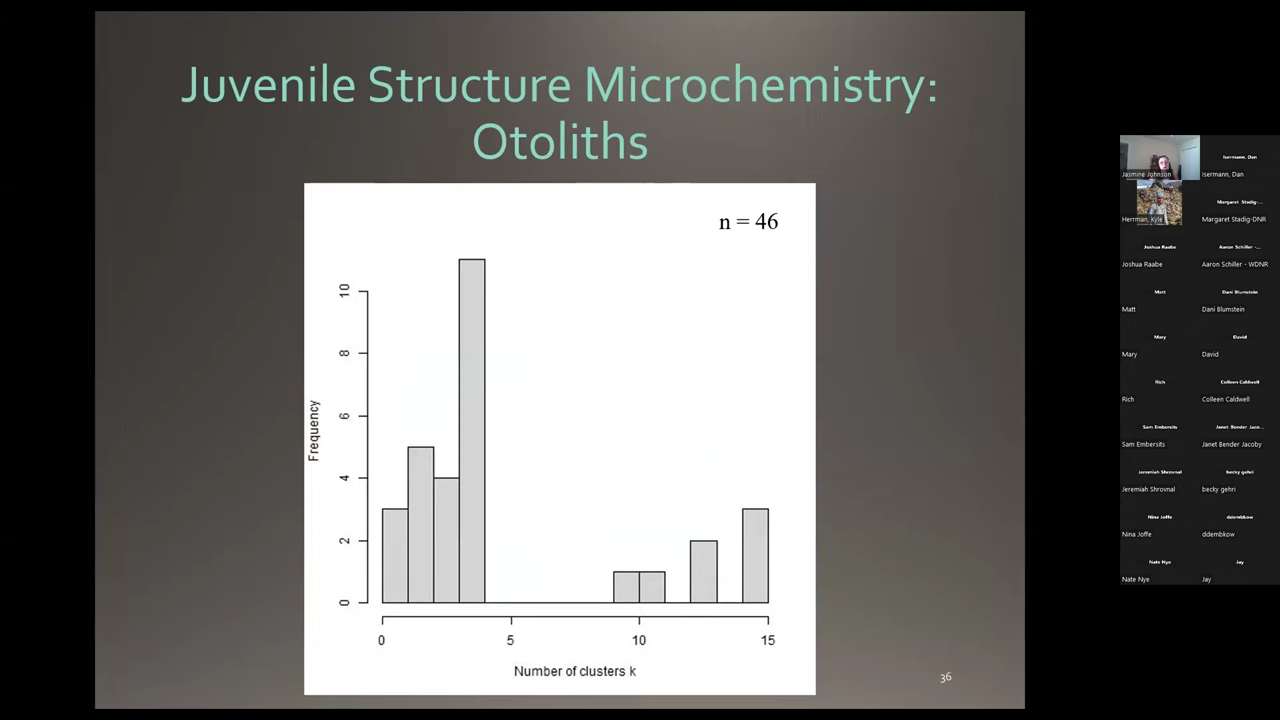 Juvenile Structure Microchemistry:
Otoliths
n = 46
10
8
6
4
2
0
Frequency
0 5 10 15
Number of clusters k
36
Jasmine Johnson
Isermann, Dan
Isermann, Dan
Herrman, Kyle
Margaret Stadig-...
Margaret Stadig-DNR
Joshua Raabe
Joshua Raabe
Aaron Schiller -...
Aaron Schiller - WDNR
Matt
Matt
Dani Blumstein
Dani Blumstein
Mary
Mary
David
David
Rich
Rich
Colleen Caldwell
Colleen Caldwell
Sam Embersits
Sam Embersits
Janet Bender Jaco...
Janet Bender Jacoby
Jeremiah Shrovnal
Jeremiah Shrovnal
becky gehri
becky gehri
Nina Joffe
Nina Joffe
ddembkow
ddembkow
Nate Nye
Nate Nye
Jay
Jay